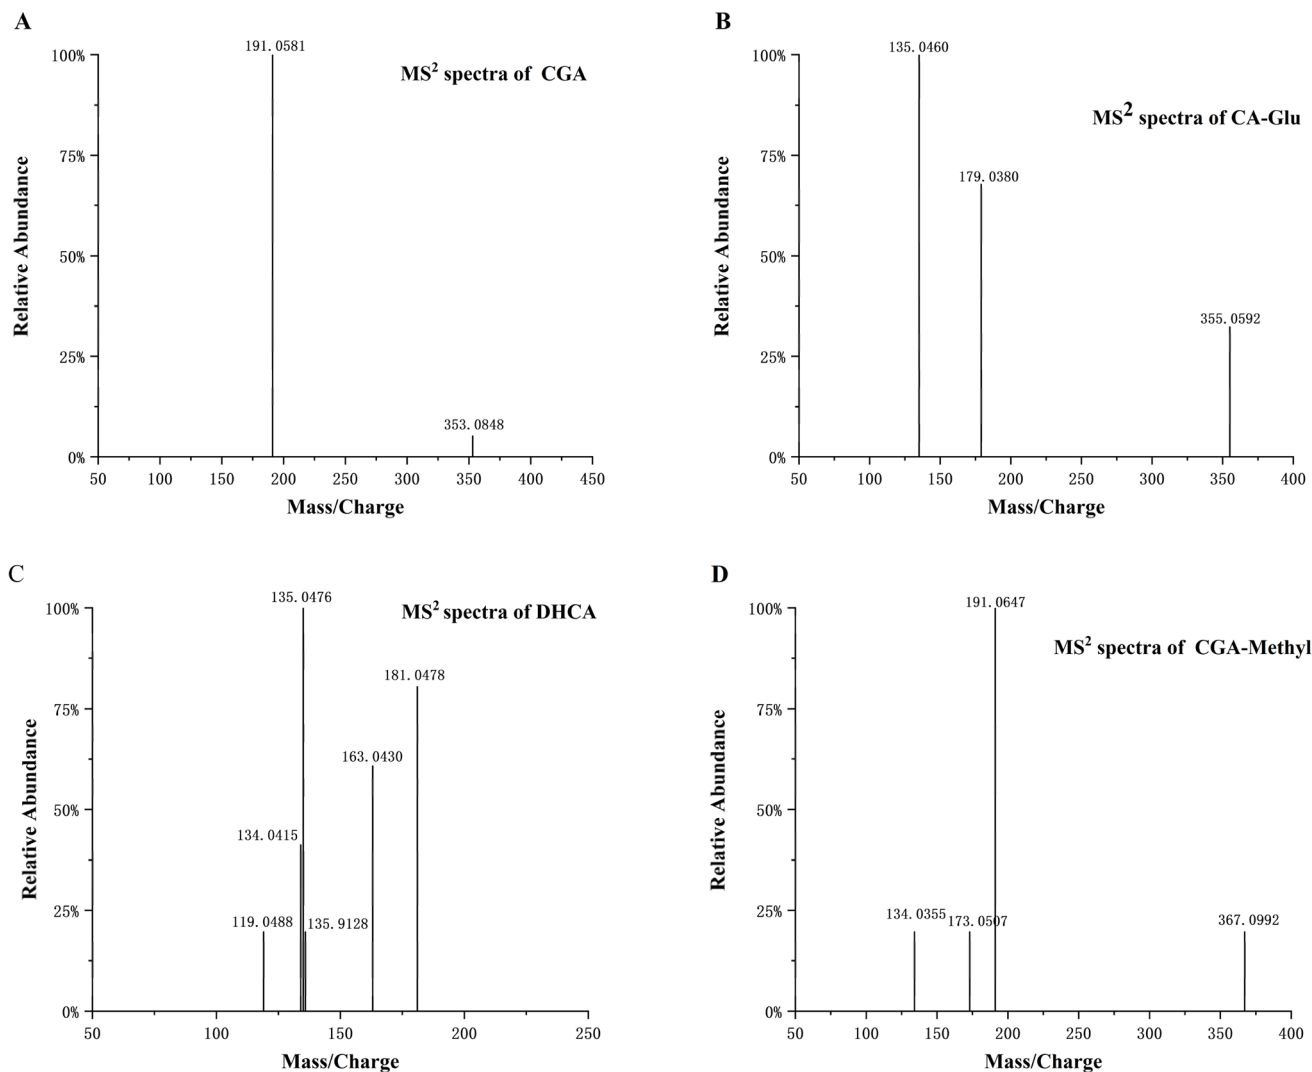 A
MS² spectra of CGA
191.0581
353.0848
100%
75%
50%
25%
0%
50 100 150 200 250 300 350 400 450
Relative Abundance
Mass/Charge
B
MS² spectra of CA-Glu
135.0460
179.0380
355.0592
100%
75%
50%
25%
0%
50 100 150 200 250 300 350 400
Relative Abundance
Mass/Charge
C
MS² spectra of DHCA
135.0476
181.0478
163.0430
134.0415
119.0488 135.9128
100%
75%
50%
25%
0%
50 100 150 200 250
Relative Abundance
Mass/Charge
D
MS² spectra of CGA-Methyl
191.0647
134.0355 173.0507
367.0992
100%
75%
50%
25%
0%
50 100 150 200 250 300 350 400
Relative Abundance
Mass/Charge